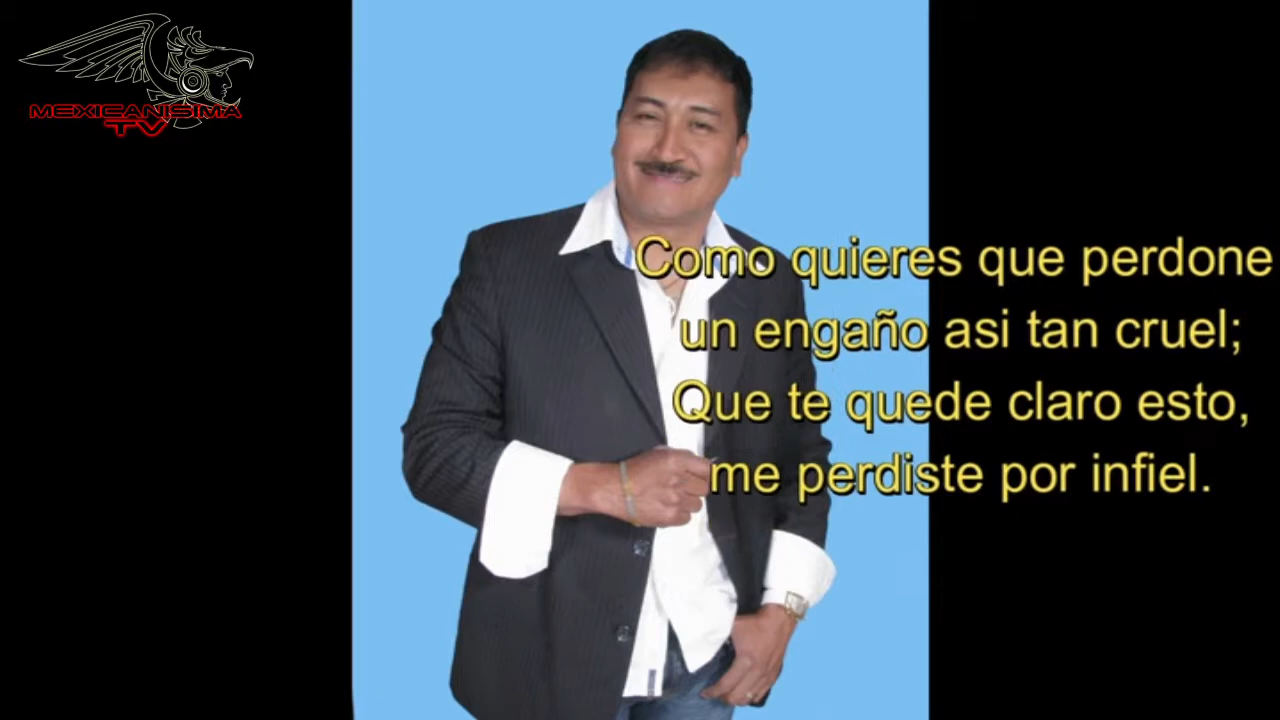 MEXICANISIMA
TV
Como quieres que perdone
un engaño asi tan cruel;
Que te quede claro esto,
me perdiste por infiel.